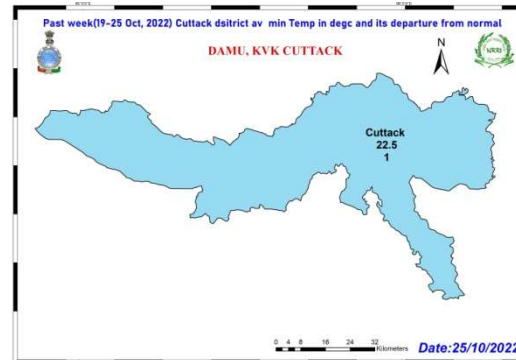 Past week(19-25 Oct, 2022) Cuttack dsitrict av min Temp in degc and its departure from normal
DAMU, KVK CUTTACK
N
NRRI
Cuttack
22.5
1
0 4 8 16 24 32
Kilometers
Date:25/10/2022